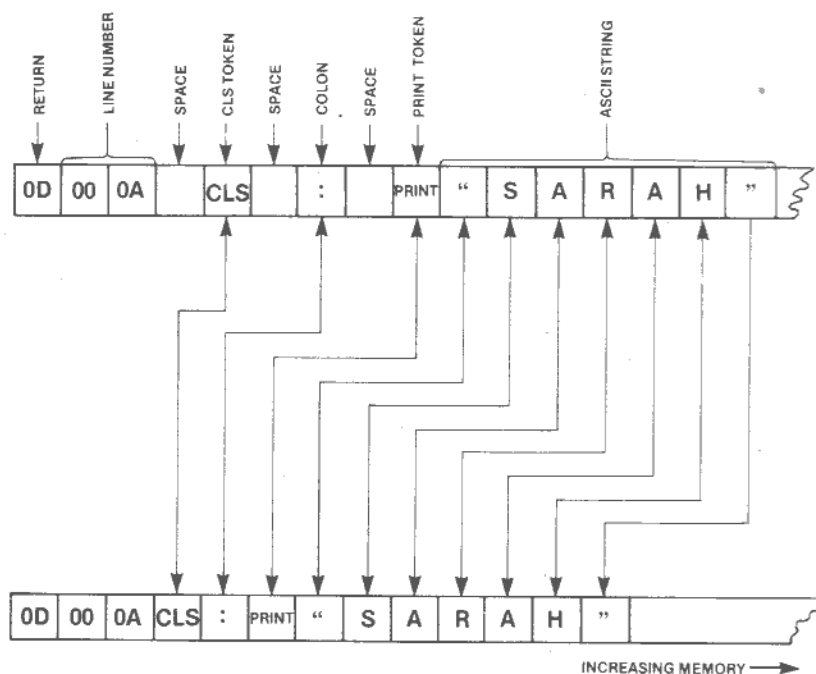 RETURN
LINE NUMBER
SPACE
CLS TOKEN
SPACE
COLON
SPACE
PRINT TOKEN
ASCII STRING
0D 00 0A CLS : PRINT “ S A R A H ”
0D 00 0A CLS : PRINT “ S A R A H ”
INCREASING MEMORY